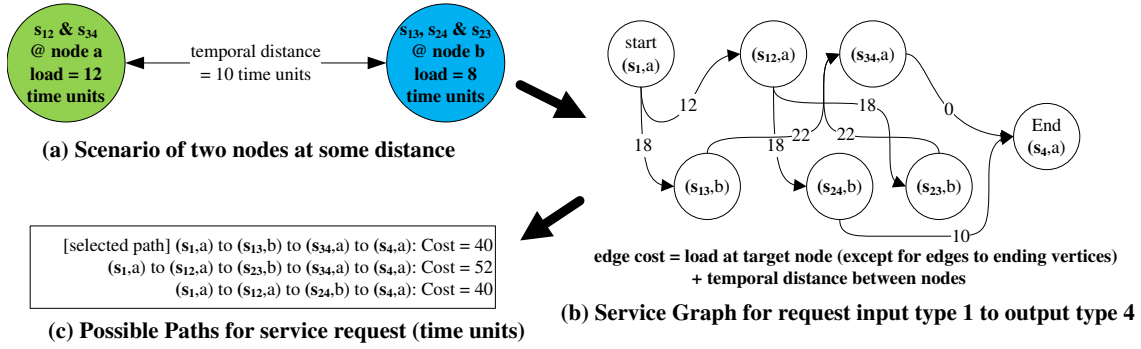 s12 & s34
@ node a
load = 12
time units
temporal distance
= 10 time units
s13, s24 & s23
@ node b
load = 8
time units
(a) Scenario of two nodes at some distance
start
(s1,a)
(s12,a)
(s34,a)
12
18
0
End
(s4,a)
18
22
18
22
(s13,b)
(s24,b)
(s23,b)
10
edge cost = load at target node (except for edges to ending vertices)
+ temporal distance between nodes
(b) Service Graph for request input type 1 to output type 4
[selected path] (s1,a) to (s13,b) to (s34,a) to (s4,a): Cost = 40
(s1,a) to (s12,a) to (s23,b) to (s34,a) to (s4,a): Cost = 52
(s1,a) to (s12,a) to (s24,b) to (s4,a): Cost = 40
(c) Possible Paths for service request (time units)